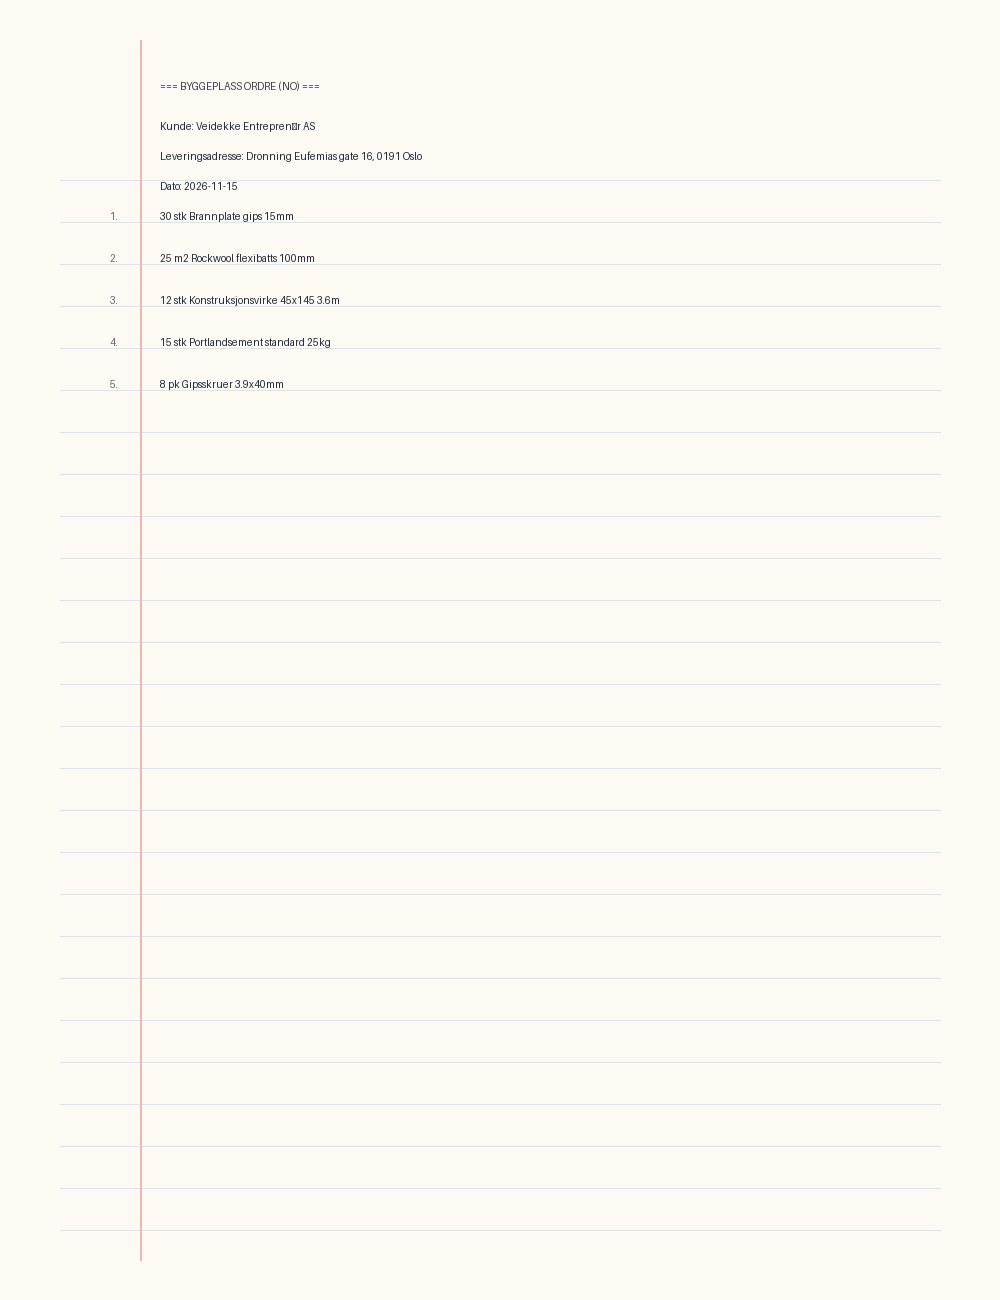 === BYGGEPLASS ORDRE (NO) ===
Kunde: Veidekke AS
Leveringsadresse: Dronning Eufemias gate 16, 0191 Oslo
Dato: 2026-11-15
1. 30 stk Brannplate gips 15mm
2. 25 m2 Rockwool flexibatts 100mm
3. 12 stk Konstruksjonsvirke 45x145 3.6m
4. 15 stk Portlandsement standard 25kg
5. 8 pk Gipsskruer 3.9x40mm